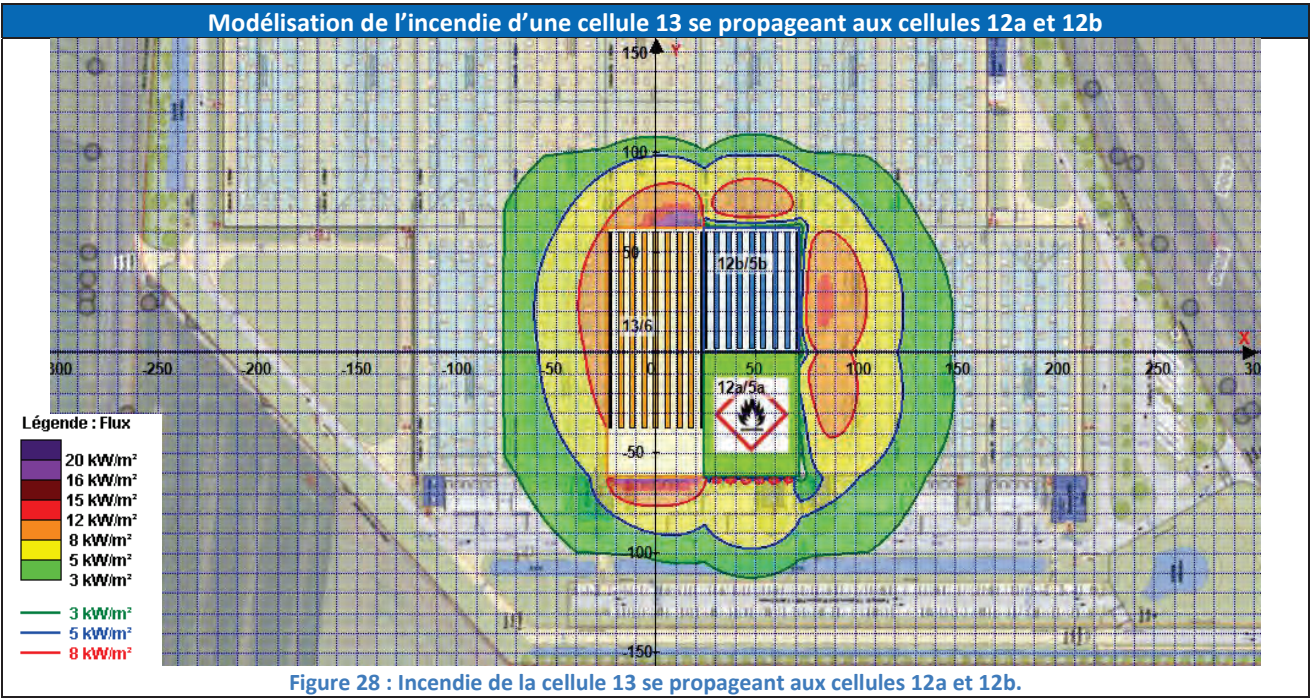 Modélisation de l'incendie d'une cellule 13 se propageant aux cellules 12a et 12b
150
Y
100
50
12b/5b
13/6
X
300 -250 -200 -150 -100 -50 0 50 100 150 200 250 30
12a/5a
-50
-100
-150
Légende : Flux
20 kW/m²
16 kW/m²
15 kW/m²
12 kW/m²
8 kW/m²
5 kW/m²
3 kW/m²
3 kW/m²
5 kW/m²
8 kW/m²
Figure 28 : Incendie de la cellule 13 se propageant aux cellules 12a et 12b.